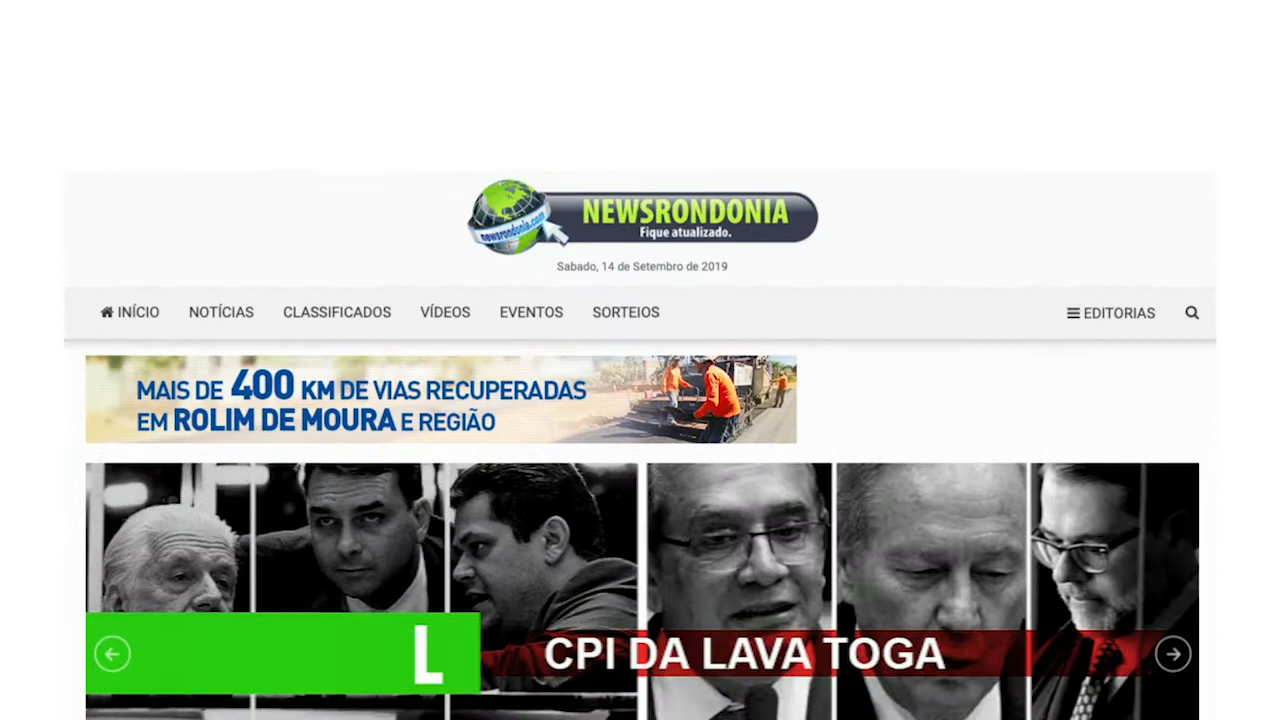 NEWSRONDONIA
newsrondonia.com
Fique atualizado.
Sabado, 14 de Setembro de 2019
INÍCIO NOTÍCIAS CLASSIFICADOS VÍDEOS EVENTOS SORTEIOS EDITORIAS
MAIS DE 400 KM DE VIAS RECUPERADAS
EM ROLIM DE MOURA E REGIÃO
L CPI DA LAVA TOGA